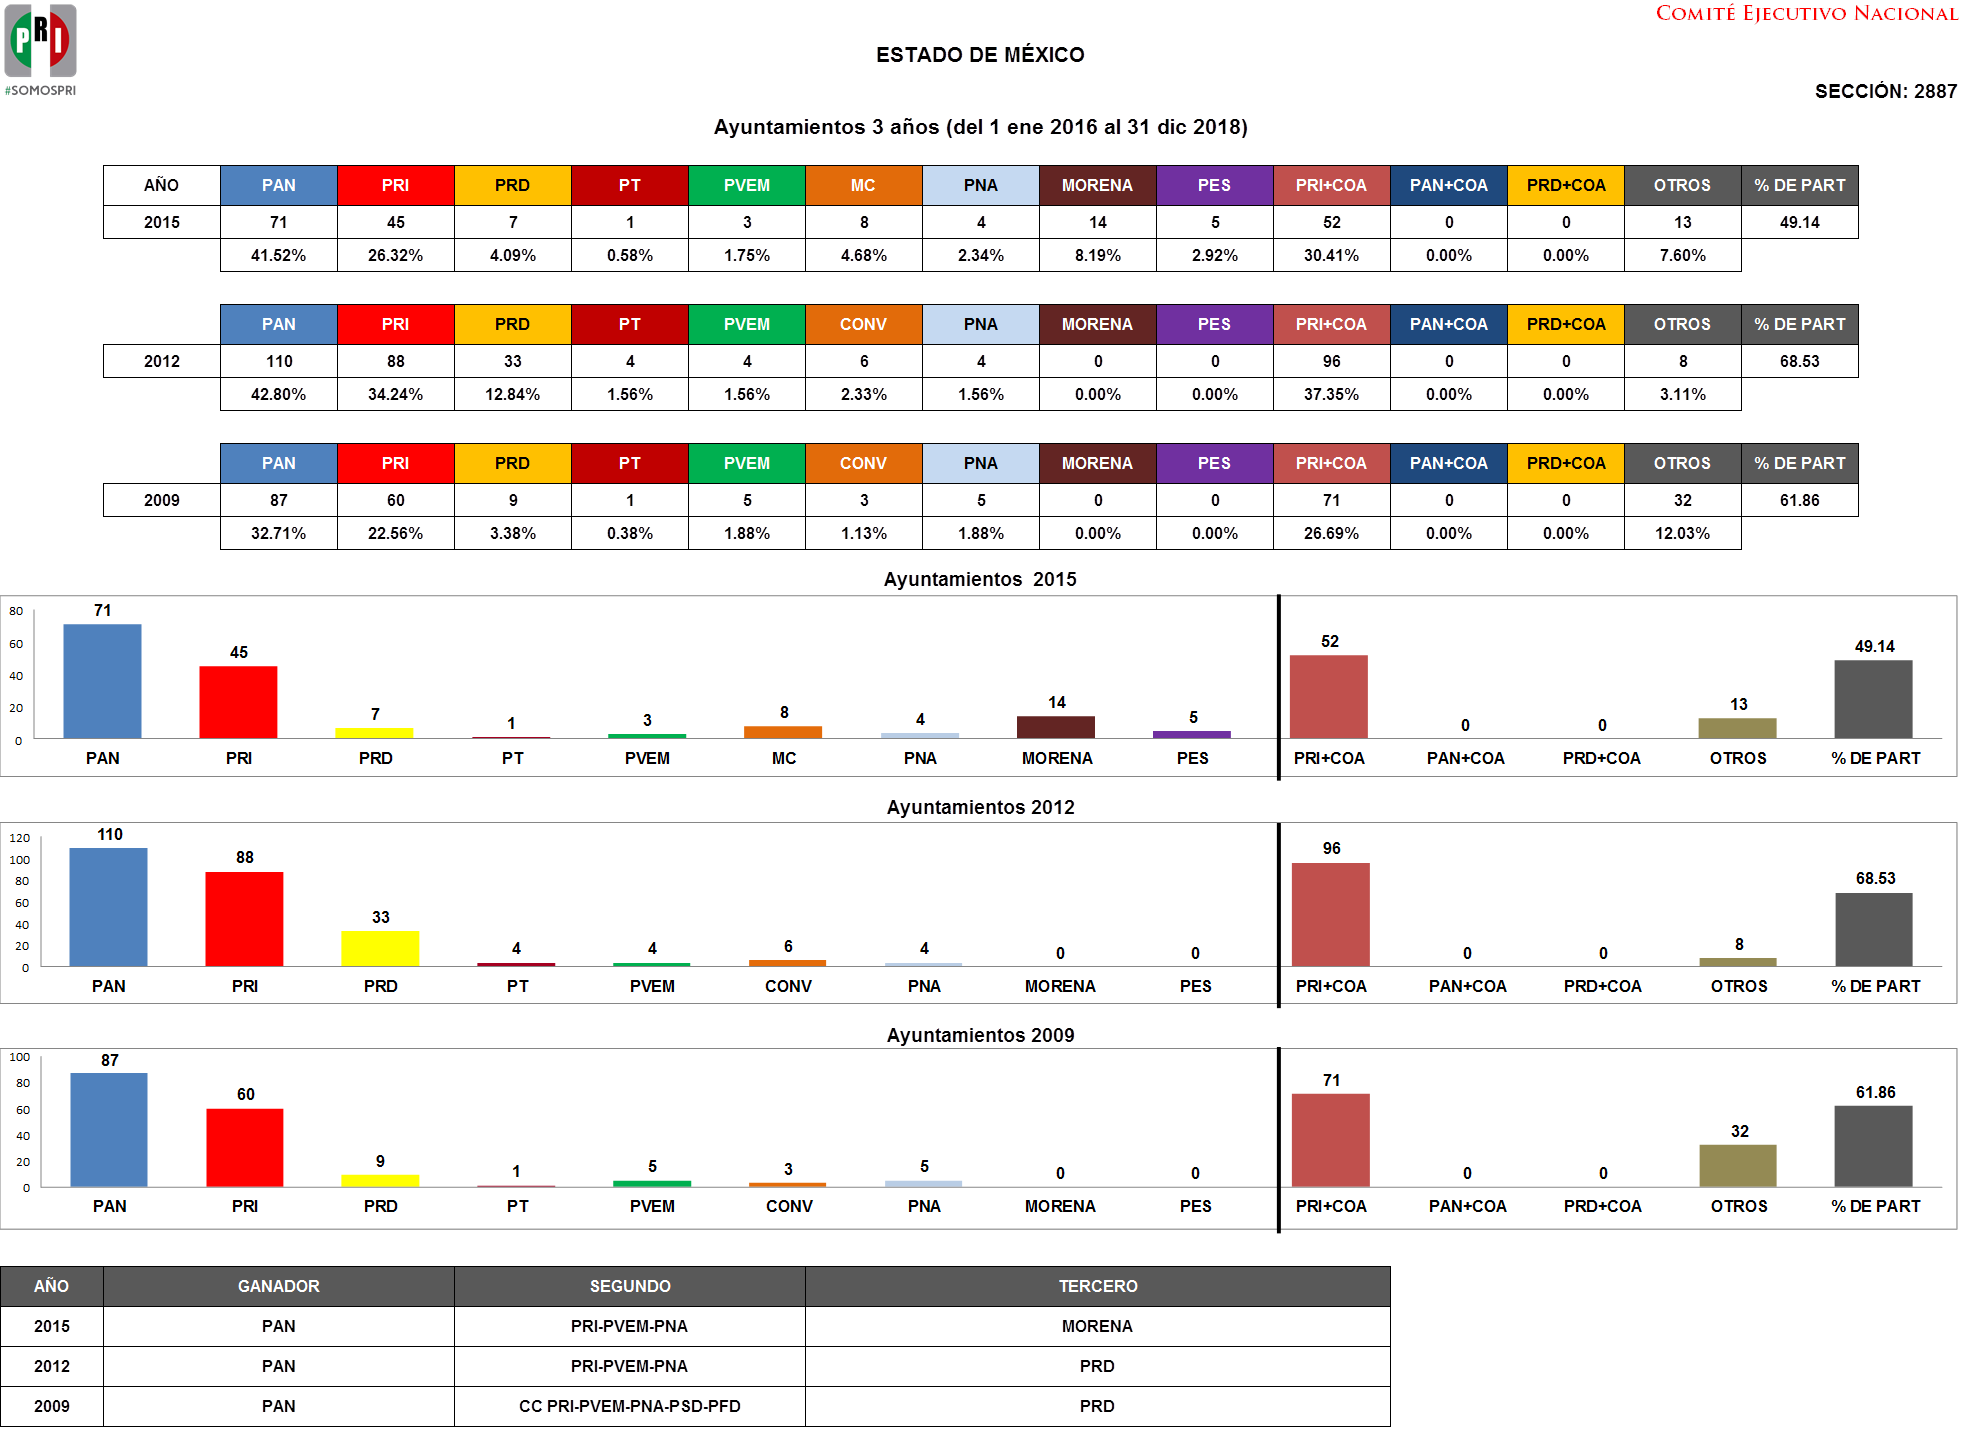 PRI
#SOMOSPRI
COMITÉ EJECUTIVO NACIONAL
ESTADO DE MÉXICO
SECCIÓN: 2887
Ayuntamientos 3 años (del 1 ene 2016 al 31 dic 2018)
AÑO PAN PRI PRD PT PVEM MC PNA MORENA PES PRI+COA PAN+COA PRD+COA OTROS % DE PART
2015 71 45 7 1 3 8 4 14 5 52 0 0 13 49.14
41.52% 26.32% 4.09% 0.58% 1.75% 4.68% 2.34% 8.19% 2.92% 30.41% 0.00% 0.00% 7.60%
PAN PRI PRD PT PVEM CONV PNA MORENA PES PRI+COA PAN+COA PRD+COA OTROS % DE PART
2012 110 88 33 4 4 6 4 0 0 96 0 0 8 68.53
42.80% 34.24% 12.84% 1.56% 1.56% 2.33% 1.56% 0.00% 0.00% 37.35% 0.00% 0.00% 3.11%
PAN PRI PRD PT PVEM CONV PNA MORENA PES PRI+COA PAN+COA PRD+COA OTROS % DE PART
2009 87 60 9 1 5 3 5 0 0 71 0 0 32 61.86
32.71% 22.56% 3.38% 0.38% 1.88% 1.13% 1.88% 0.00% 0.00% 26.69% 0.00% 0.00% 12.03%
Ayuntamientos 2015
80
60
40
20
0
71 45 7 1 3 8 4 14 5 52 0 0 13 49.14
PAN PRI PRD PT PVEM MC PNA MORENA PES PRI+COA PAN+COA PRD+COA OTROS % DE PART
Ayuntamientos 2012
120
100
80
60
40
20
0
110 88 33 4 4 6 4 0 0 96 0 0 8 68.53
PAN PRI PRD PT PVEM CONV PNA MORENA PES PRI+COA PAN+COA PRD+COA OTROS % DE PART
Ayuntamientos 2009
100
80
60
40
20
0
87 60 9 1 5 3 5 0 0 71 0 0 32 61.86
PAN PRI PRD PT PVEM CONV PNA MORENA PES PRI+COA PAN+COA PRD+COA OTROS % DE PART
AÑO GANADOR SEGUNDO TERCERO
2015 PAN PRI-PVEM-PNA MORENA
2012 PAN PRI-PVEM-PNA PRD
2009 PAN CC PRI-PVEM-PNA-PSD-PFD PRD